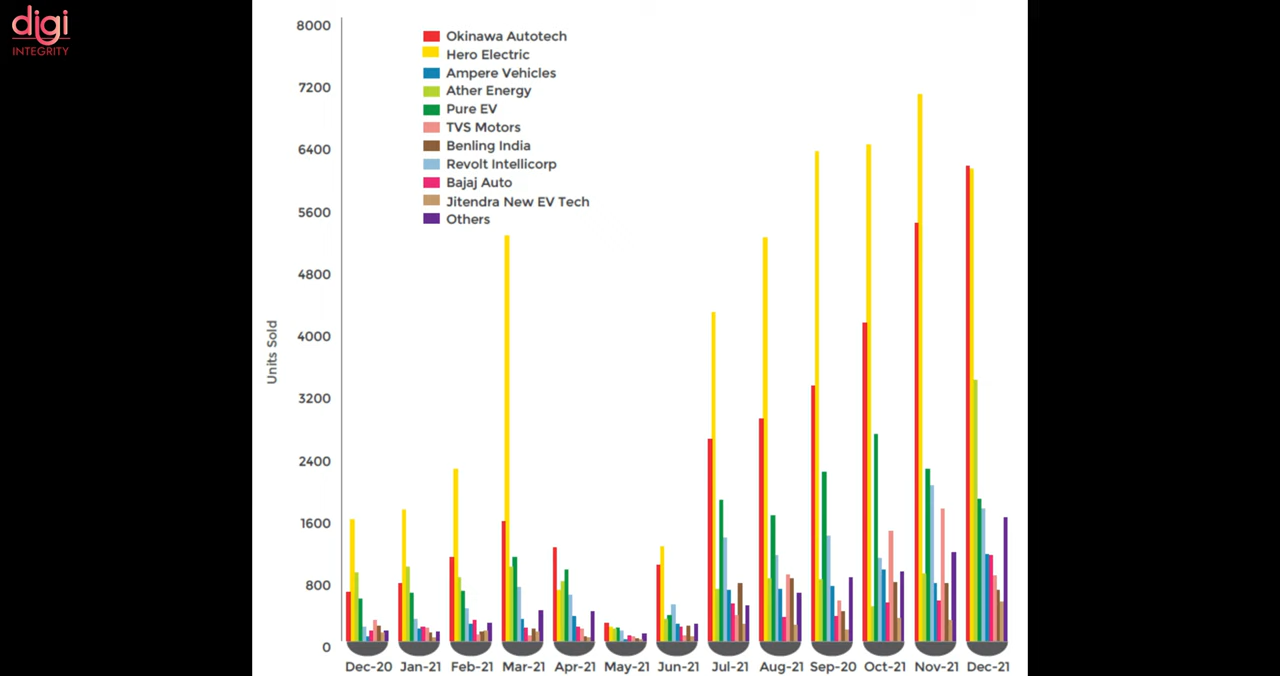 digi
INTEGRITY
8000
7200
6400
5600
4800
4000
3200
2400
1600
800
0
Units Sold
Okinawa Autotech
Hero Electric
Ampere Vehicles
Ather Energy
Pure EV
TVS Motors
Benling India
Revolt Intellicorp
Bajaj Auto
Jitendra New EV Tech
Others
Dec-20 Jan-21 Feb-21 Mar-21 Apr-21 May-21 Jun-21 Jul-21 Aug-21 Sep-20 Oct-21 Nov-21 Dec-21